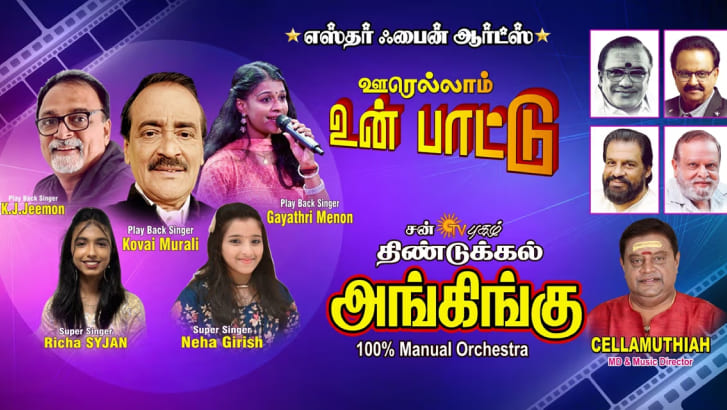 எஸ்தர் ஃபைன் ஆர்ட்ஸ்
ஊரெல்லாம்
உன் பாட்டு
Play Back Singer
K.J.Jeemon
Play Back Singer
Kovai Murali
Play Back Singer
Gayathri Menon
Super Singer
Richa SYJAN
Super Singer
Neha Girish
சன் TV புகழ்
திண்டுக்கல்
அங்கிங்கு
100% Manual Orchestra
CELLAMUTHIAH
MD & Music Director